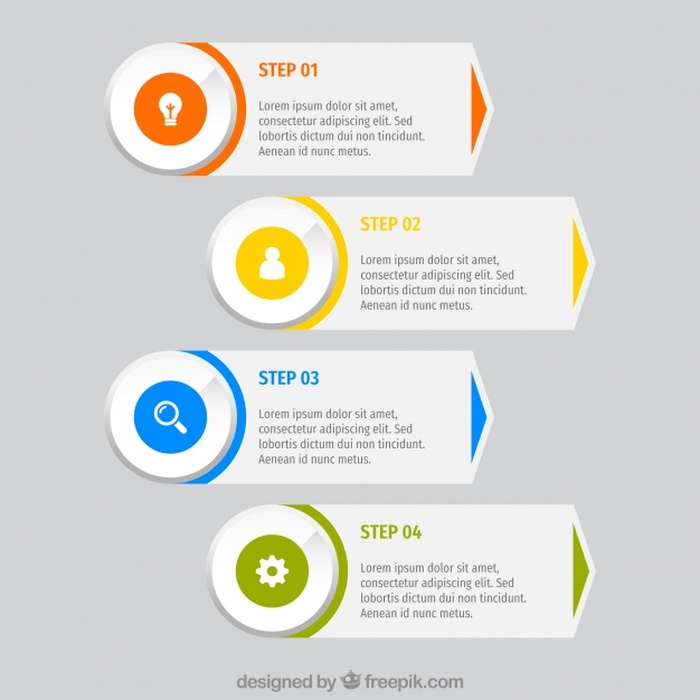 STEP 01
Lorem ipsum dolor sit amet,
consectetur adipiscing elit. Sed
lobortis dictum dui non tincidunt.
Aenean id nunc metus.
STEP 02
Lorem ipsum dolor sit amet,
consectetur adipiscing elit. Sed
lobortis dictum dui non tincidunt.
Aenean id nunc metus.
STEP 03
Lorem ipsum dolor sit amet,
consectetur adipiscing elit. Sed
lobortis dictum dui non tincidunt.
Aenean id nunc metus.
STEP 04
Lorem ipsum dolor sit amet,
consectetur adipiscing elit. Sed
lobortis dictum dui non tincidunt.
Aenean id nunc metus.
designed by freepik.com